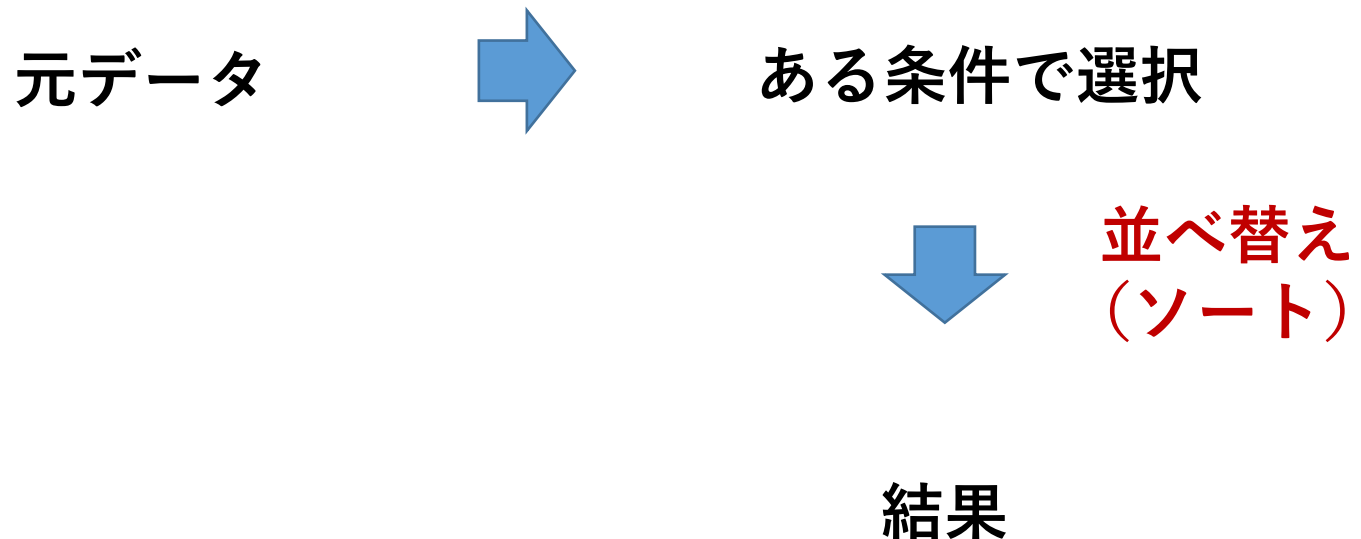 元データ
ある条件で選択
並べ替え
（ソート）
結果